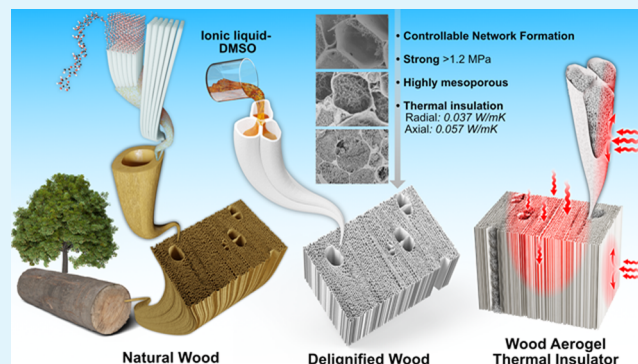 Ionic liquid-
DMSO
• Controllable Network Formation
• Strong >1.2 MPa
• Highly mesoporous
• Thermal insulation
Radial: 0.037 W/mK
Axial: 0.057 W/mK
Natural Wood
Delignified Wood
Wood Aerogel
Thermal Insulator